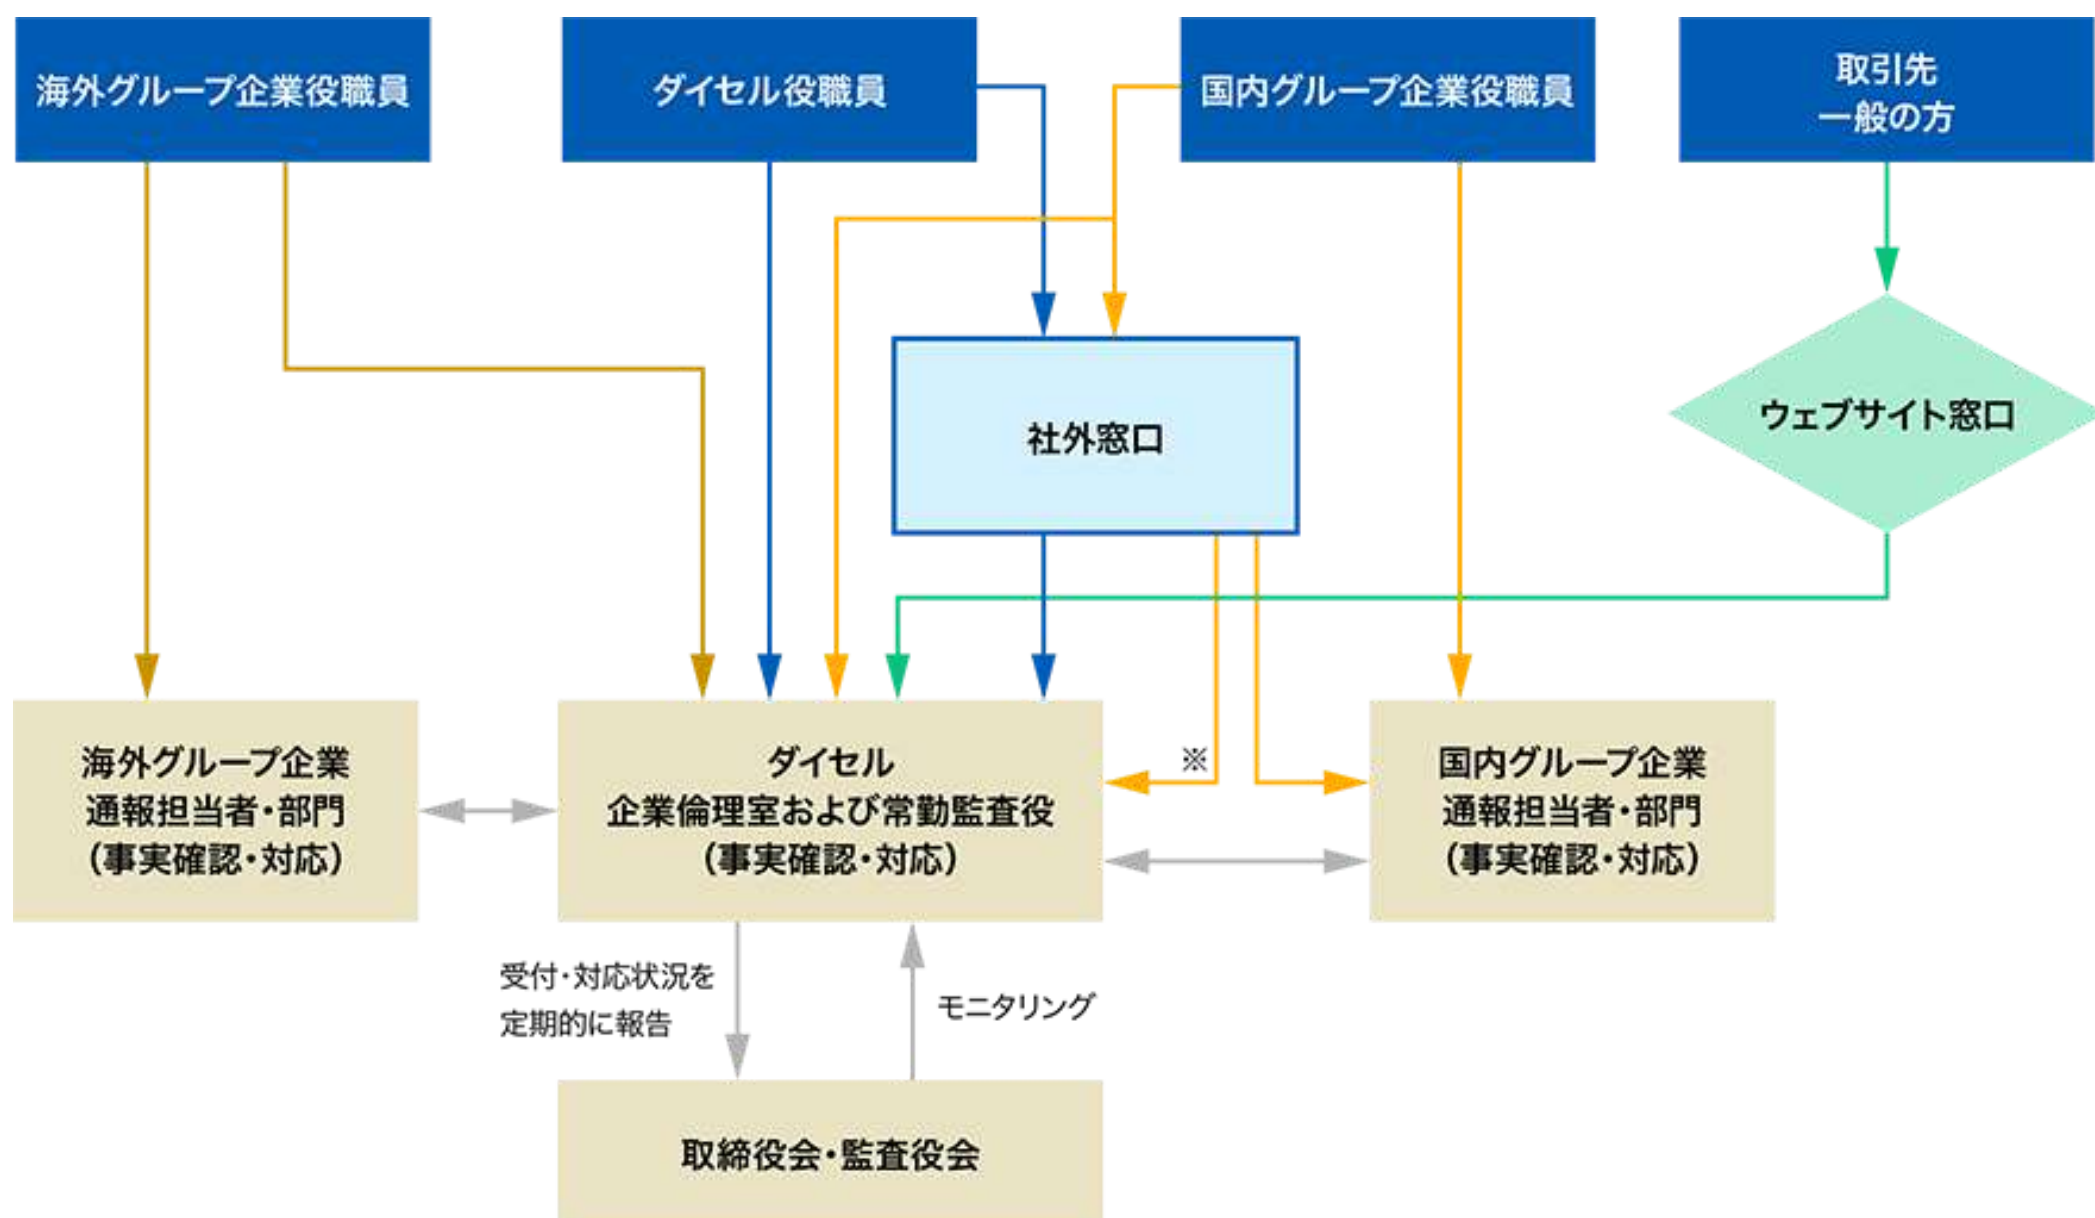 海外グループ企業役職員
ダイセル役職員
国内グループ企業役職員
取引先
一般の方
社外窓口
ウェブサイト窓口
海外グループ企業
通報担当者・部門
(事実確認・対応)
ダイセル
企業倫理室および常勤監査役
(事実確認・対応)
※
国内グループ企業
通報担当者・部門
(事実確認・対応)
受付・対応状況を
定期的に報告
モニタリング
取締役会・監査役会